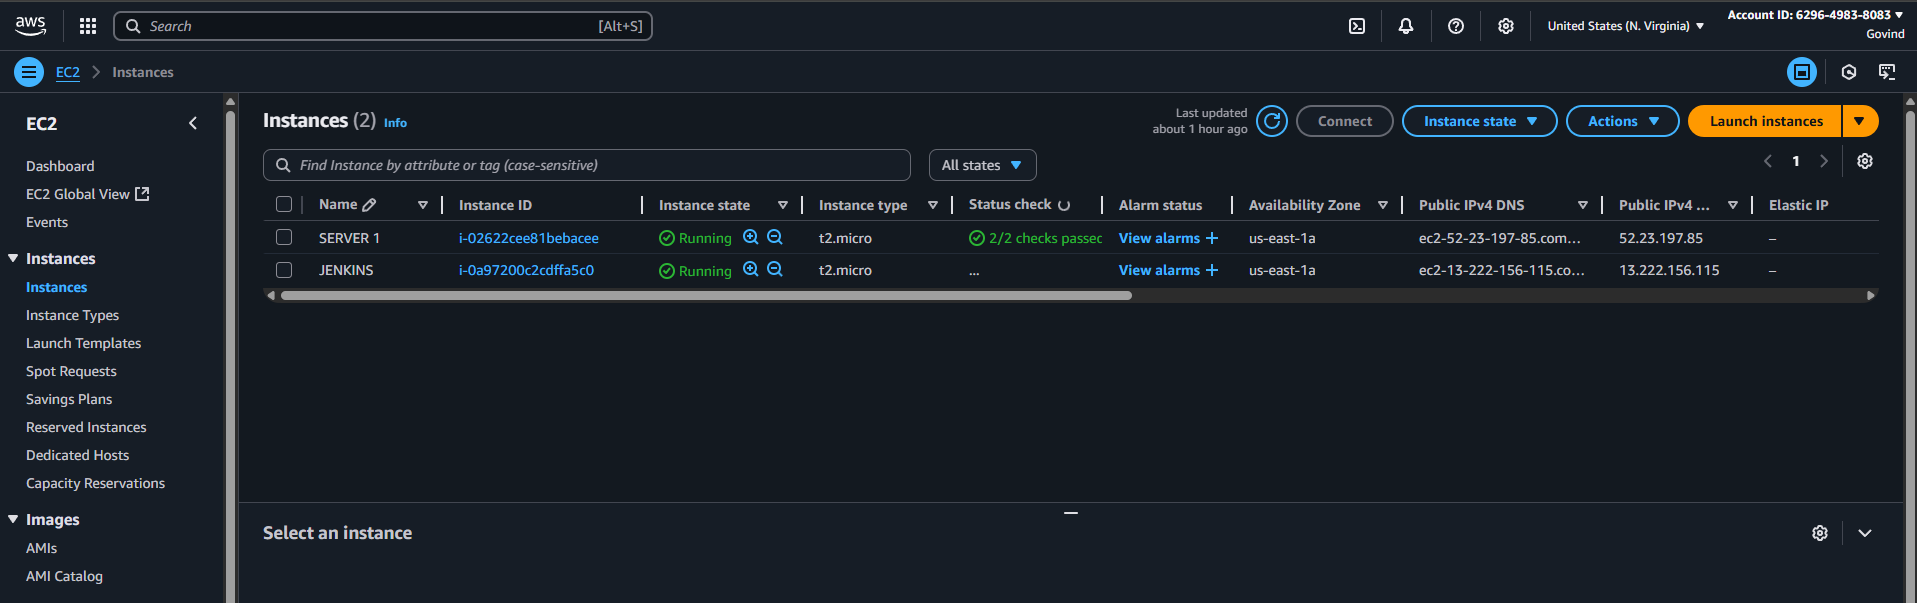 aws
Search [Alt+S]
United States (N. Virginia)
Account ID: 6296-4983-8083
Govind
EC2 Instances
EC2
Dashboard
EC2 Global View
Events
Instances
Instances
Instance Types
Launch Templates
Spot Requests
Savings Plans
Reserved Instances
Dedicated Hosts
Capacity Reservations
Images
AMIs
AMI Catalog
Instances (2) Info
Last updated
about 1 hour ago
Connect Instance state Actions Launch instances
Find Instance by attribute or tag (case-sensitive) All states 1
Name Instance ID Instance state Instance type Status check Alarm status Availability Zone Public IPv4 DNS Public IPv4 ... Elastic IP
SERVER 1 i-02622cee81bebacee Running t2.micro 2/2 checks passed View alarms + us-east-1a ec2-52-23-197-85.com... 52.23.197.85 –
JENKINS i-0a97200c2cdffa5c0 Running t2.micro ... View alarms + us-east-1a ec2-13-222-156-115.co... 13.222.156.115 –
Select an instance